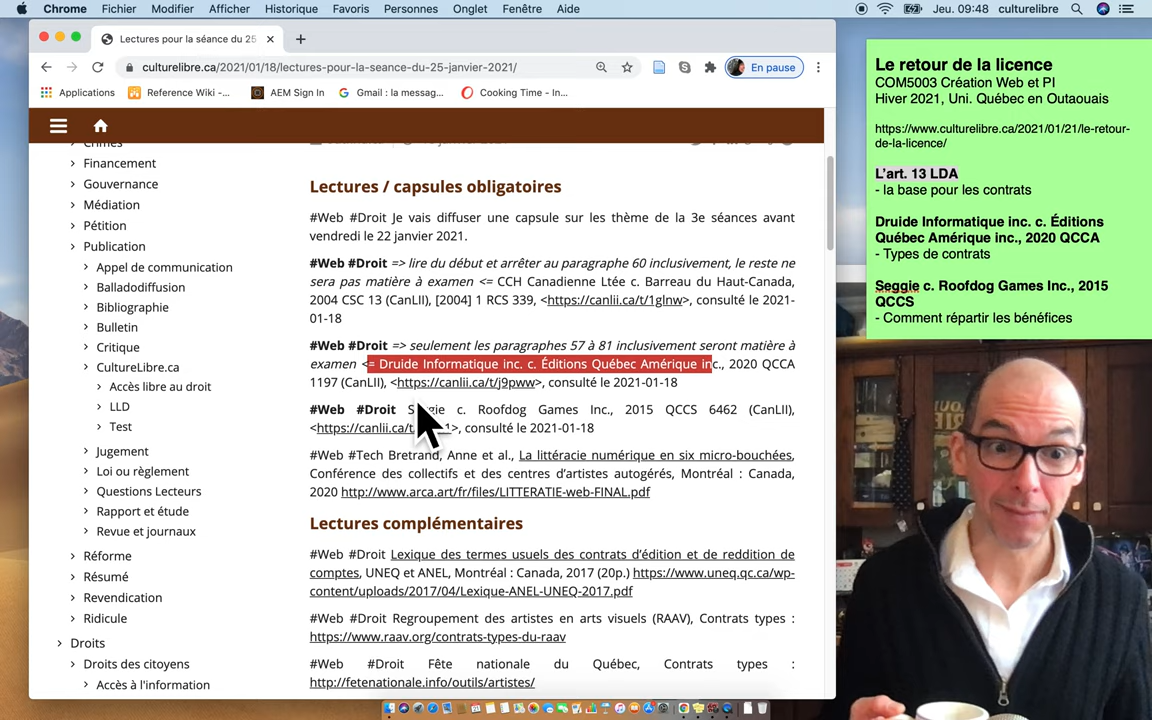 Chrome Fichier Modifier Afficher Historique Favoris Personnes Onglet Fenêtre Aide Jeu. 09:48 culturelibre
Lectures pour la séance du 25
culturelibre.ca/2021/01/18/lectures-pour-la-seance-du-25-janvier-2021/
En pause
Applications Reference Wiki –... AEM Sign In Gmail : la messag... Cooking Time - In...
Crimes
Financement
Gouvernance
Médiation
Pétition
Publication
Appel de communication
Balladodiffusion
Bibliographie
Bulletin
Critique
CultureLibre.ca
Accès libre au droit
LLD
Test
Jugement
Loi ou règlement
Questions Lecteurs
Rapport et étude
Revue et journaux
Réforme
Résumé
Revendication
Ridicule
Droits
Droits des citoyens
Accès à l'information
Lectures / capsules obligatoires
#Web #Droit Je vais diffuser une capsule sur les thème de la 3e séances avant
vendredi le 22 janvier 2021.
#Web #Droit => lire du début et arrêter au paragraphe 60 inclusivement, le reste ne
sera pas matière à examen <= CCH Canadienne Ltée c. Barreau du Haut-Canada,
2004 CSC 13 (CanLII), [2004] 1 RCS 339, <https://canlii.ca/t/1glnw>, consulté le 2021-
01-18
#Web #Droit => seulement les paragraphes 57 à 81 inclusivement seront matière à
examen <= Druide Informatique inc. c. Éditions Québec Amérique inc., 2020 QCCA
1197 (CanLII), <https://canlii.ca/t/j9pww>, consulté le 2021-01-18
#Web #Droit Seggie c. Roofdog Games Inc., 2015 QCCS 6462 (CanLII),
<https://canlii.ca/t 1>, consulté le 2021-01-18
#Web #Tech Bretrand, Anne et al., La littéracie numérique en six micro-bouchées,
Conférence des collectifs et des centres d'artistes autogérés, Montréal : Canada,
2020 http://www.arca.art/fr/files/LITTERATIE-web-FINAL.pdf
Lectures complémentaires
#Web #Droit Lexique des termes usuels des contrats d'édition et de reddition de
comptes, UNEQ et ANEL, Montréal : Canada, 2017 (20p.) https://www.uneq.qc.ca/wp-
content/uploads/2017/04/Lexique-ANEL-UNEQ-2017.pdf
#Web #Droit Regroupement des artistes en arts visuels (RAAV), Contrats types :
https://www.raav.org/contrats-types-du-raav
#Web #Droit Fête nationale du Québec, Contrats types :
http://fetenationale.info/outils/artistes/
Le retour de la licence
COM5003 Création Web et PI
Hiver 2021, Uni. Québec en Outaouais
https://www.culturelibre.ca/2021/01/21/le-retour-
de-la-licence/
L'art. 13 LDA
- la base pour les contrats
Druide Informatique inc. c. Éditions
Québec Amérique inc., 2020 QCCA
- Types de contrats
Seggie c. Roofdog Games Inc., 2015
QCCS
- Comment répartir les bénéfices